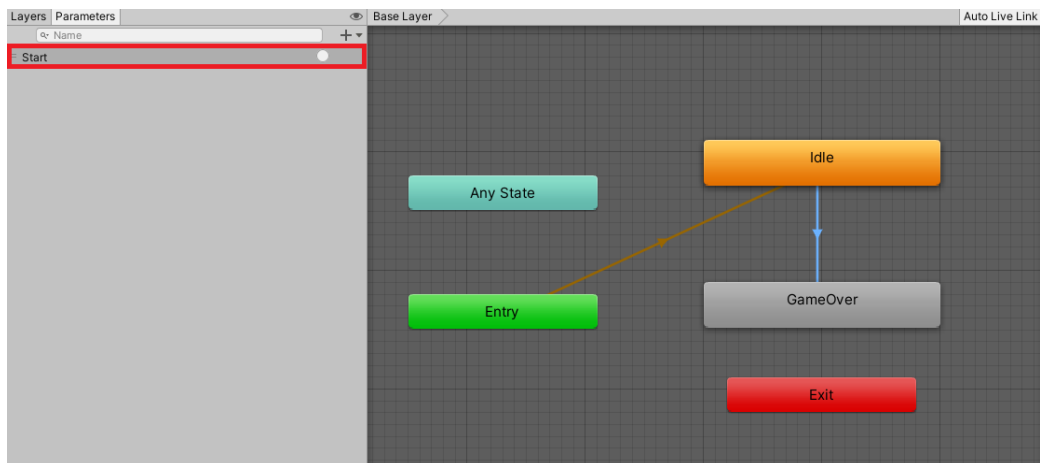 Layers Parameters
Name
Start
Base Layer
Auto Live Link
Idle
Any State
Entry
GameOver
Exit